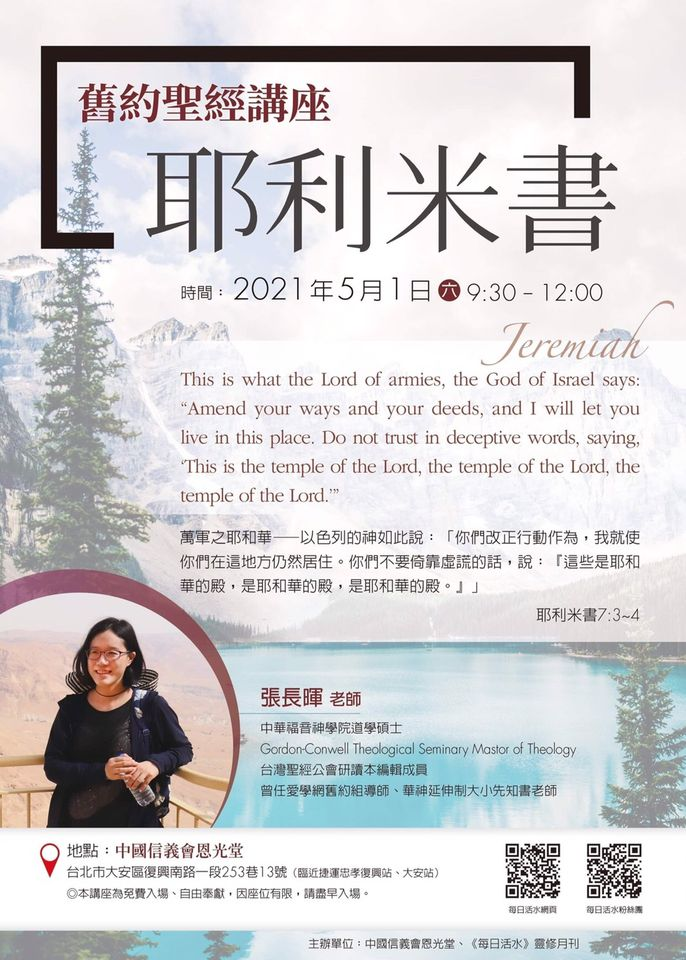 舊約聖經講座
耶利米書
時間：2021年5月1日 六 9:30 – 12:00
Jeremiah
This is what the Lord of armies, the God of Israel says:
“Amend your ways and your deeds, and I will let you
live in this place. Do not trust in deceptive words, saying,
‘This is the temple of the Lord, the temple of the Lord, the
temple of the Lord.’”
萬軍之耶和華——以色列的神如此說：「你們改正行動作為，我就使
你們在這地方仍然居住。你們不要倚靠虛謊的話，說：『這些是耶和
華的殿，是耶和華的殿，是耶和華的殿。』」
耶利米書7:3~4
張長暉 老師
中華福音神學院道學碩士
Gordon-Conwell Theological Seminary Mastor of Theology
台灣聖經公會研讀本編輯成員
曾任愛學網舊約組導師、華神延伸制大小先知書老師
地點：中國信義會恩光堂
台北市大安區復興南路一段253巷13號（臨近捷運忠孝復興站、大安站）
◎本講座為免費入場、自由奉獻，因座位有限，請盡早入場。
每日活水網頁
每日活水粉絲團
主辦單位：中國信義會恩光堂、《每日活水》靈修月刊